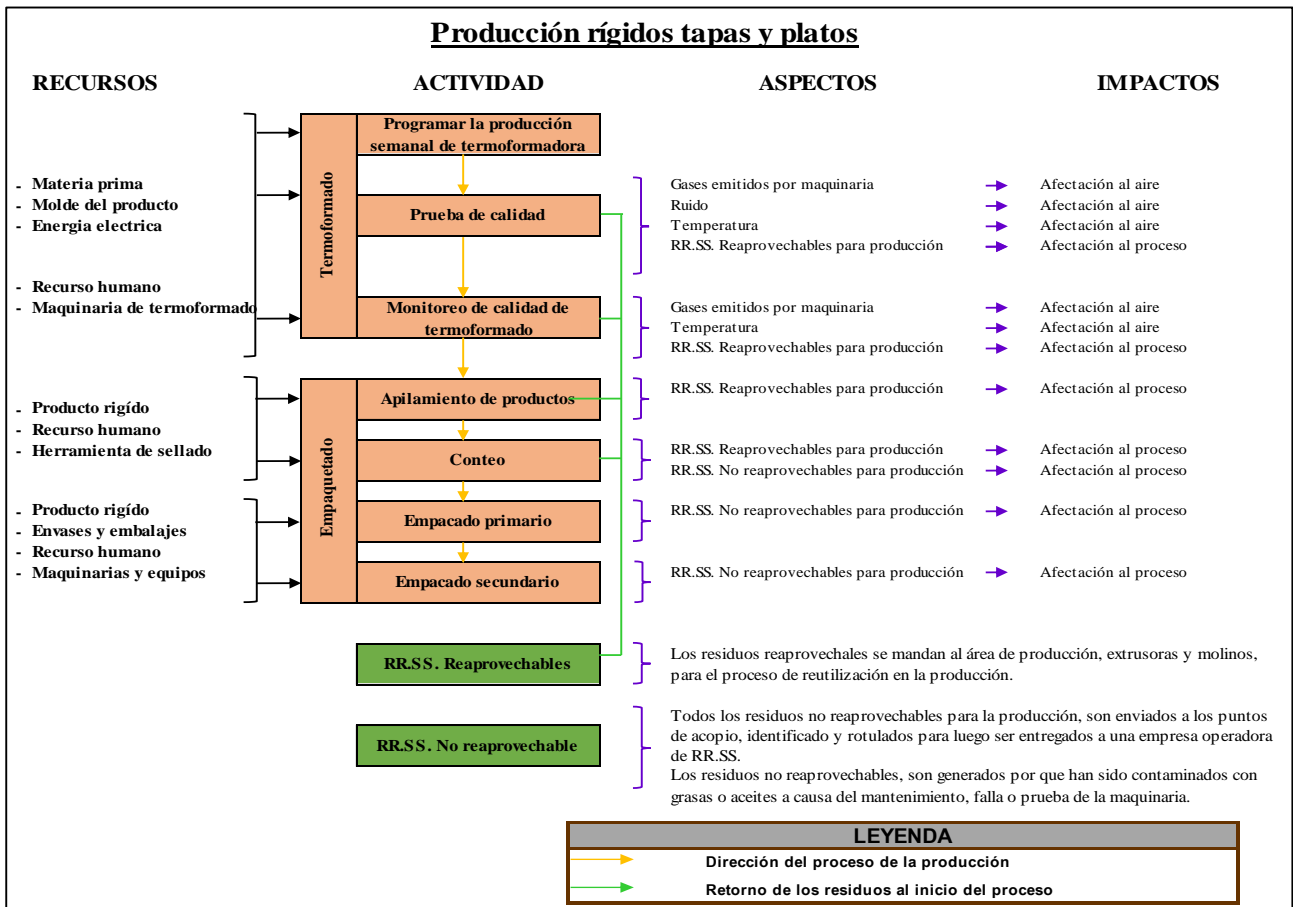 Producción rígidos tapas y platos
RECURSOS
ACTIVIDAD
ASPECTOS
IMPACTOS
- Materia prima
- Molde del producto
- Energia electrica
- Recurso humano
- Maquinaria de termoformado
- Producto rigído
- Recurso humano
- Herramienta de sellado
- Producto rigído
- Envases y embalajes
- Recurso humano
- Maquinarias y equipos
Termoformado
Programar la producción
semanal de termoformadora
Prueba de calidad
Monitoreo de calidad de
termoformado
Empaquetado
Apilamiento de productos
Conteo
Empacado primario
Empacado secundario
RR.SS. Reaprovechables
RR.SS. No reaprovechable
Gases emitidos por maquinaria
Afectación al aire
Ruido
Afectación al aire
Temperatura
Afectación al aire
RR.SS. Reaprovechables para producción
Afectación al proceso
Gases emitidos por maquinaria
Afectación al aire
Temperatura
Afectación al aire
RR.SS. Reaprovechables para producción
Afectación al proceso
RR.SS. Reaprovechables para producción
Afectación al proceso
RR.SS. Reaprovechables para producción
Afectación al proceso
RR.SS. No reaprovechables para producción
Afectación al proceso
RR.SS. No reaprovechables para producción
Afectación al proceso
RR.SS. No reaprovechables para producción
Afectación al proceso
Los residuos reaprovechales se mandan al área de producción, extrusoras y molinos,
para el proceso de reutilización en la producción.
Todos los residuos no reaprovechables para la producción, son enviados a los puntos
de acopio, identificado y rotulados para luego ser entregados a una empresa operadora
de RR.SS.
Los residuos no reaprovechables, son generados por que han sido contaminados con
grasas o aceites a causa del mantenimiento, falla o prueba de la maquinaria.
LEYENDA
Dirección del proceso de la producción
Retorno de los residuos al inicio del proceso